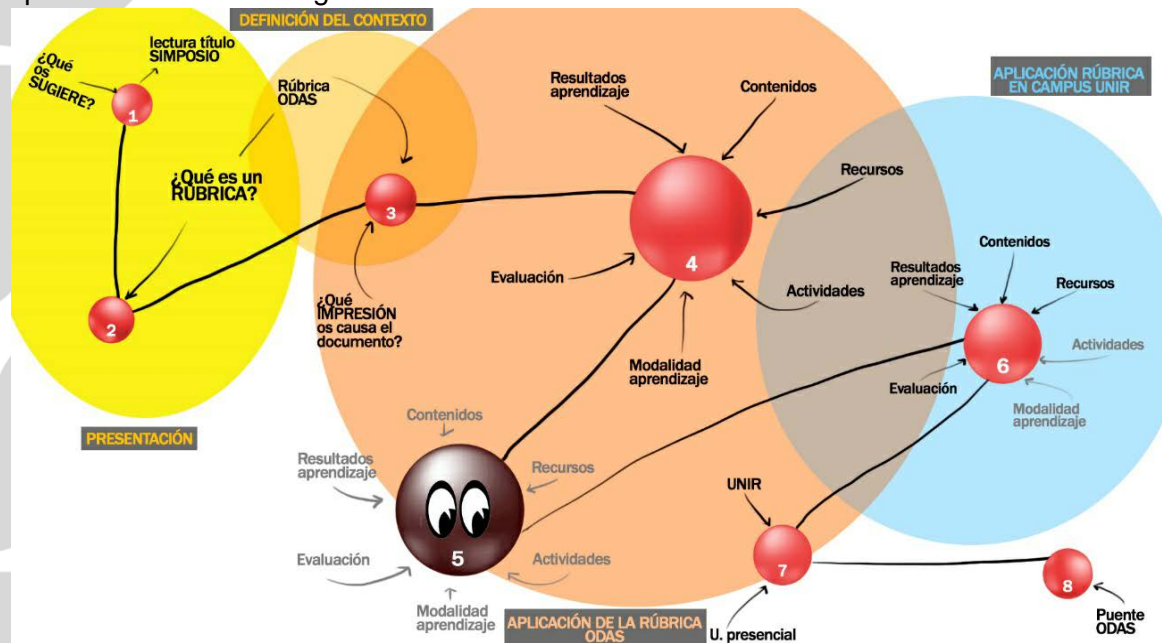 DEFINICIÓN DEL CONTEXTO
lectura título
SIMPOSIO
¿Qué
os
SUGIERE?
1
Rúbrica
ODAS
¿Qué es un
RÚBRICA?
2
3
¿Qué
IMPRESIÓN
os causa el
documento?
PRESENTACIÓN
Resultados
aprendizaje
Contenidos
Recursos
4
Evaluación
Actividades
Modalidad
aprendizaje
APLICACIÓN RÚBRICA
EN CAMPUS UNIR
Contenidos
Resultados
aprendizaje
Recursos
Actividades
6
Evaluación
Modalidad
aprendizaje
Contenidos
Resultados
aprendizaje
Recursos
5
Evaluación
Actividades
Modalidad
aprendizaje
APLICACIÓN DE LA RÚBRICA
ODAS
UNIR
7
U. presencial
8
Puente
ODAS